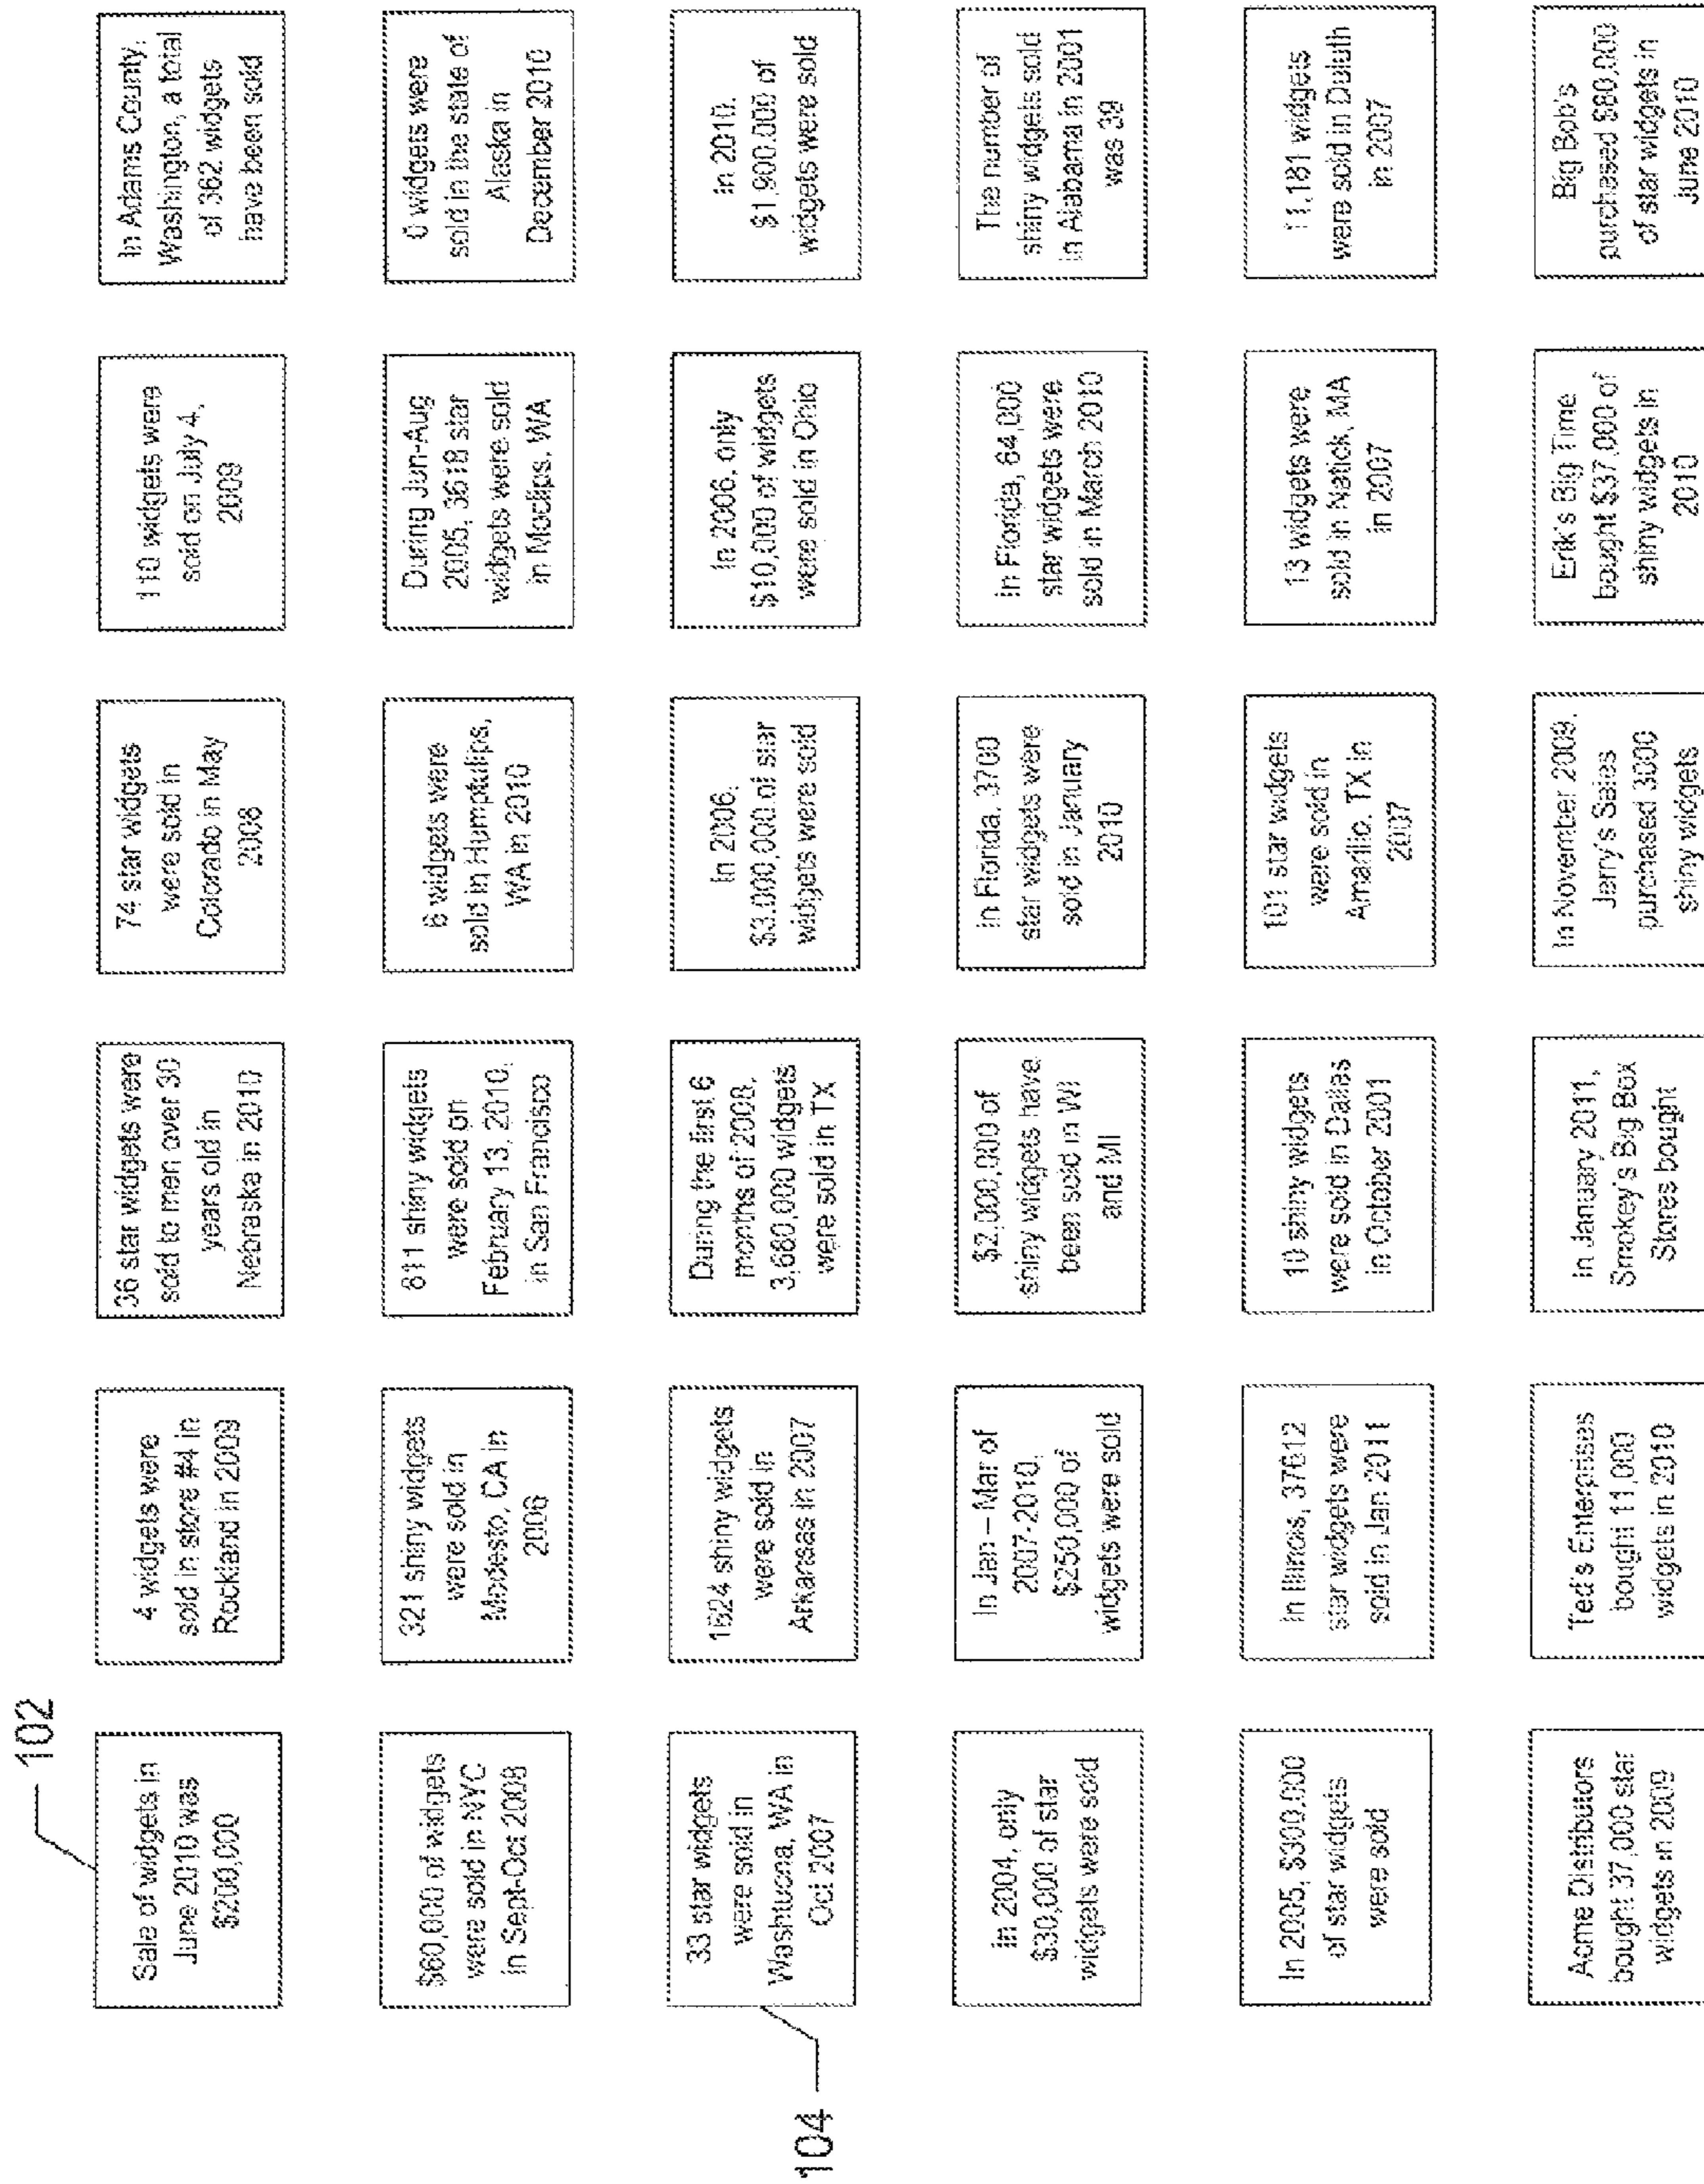 102
Sale of widgets in
June 2010 was
$200,000
4 widgets were
sold in store #4 in
Rockland in 2009
36 star widgets were
sold to men over 30
years old in
Nebraska in 2010
74 star widgets
were sold in
Colorado in May
2008
110 widgets were
sold on July 4,
2009
In Adams County,
Washington, a total
of 362 widgets
have been sold
$60,000 of widgets
were sold in NYC
in Sept-Oct 2008
321 shiny widgets
were sold in
Modesto, CA in
2006
811 shiny widgets
were sold on
February 13, 2010,
in San Francisco
widgets were
sold in Humptulips,
WA in 2010
During Jun-Aug
2005, 3618 star
widgets were sold
in Moclips, WA
0 widgets were
sold in the state of
Alaska in
December 2010
104
33 star widgets
were sold in
Washtucna, WA in
Oct 2007
1624 shiny widgets
were sold in
Arkansas in 2007
During the first 6
months of 2008,
3,680,000 widgets
were sold in TX
In 2006,
$3,000,000 of star
widgets were sold
In 2006, only
$10,000 of widgets
were sold in Ohio
In 2010,
$1,900,000 of
widgets were sold
In 2004, only
$30,000 of star
widgets were sold
In Jan – Mar of
2007-2010,
$250,000 of
widgets were sold
$2,000,000 of
shiny widgets have
been sold in WI
and MI
In Florida, 3700
star widgets were
sold in January
2010
In Florida, 64,000
star widgets were
sold in March 2010
The number of
shiny widgets sold
in Alabama in 2001
was 39
In 2005, $300,000
of star widgets
were sold
In Illinois, 37612
star widgets were
sold in Jan 2011
10 shiny widgets
were sold in Dallas
in October 2001
101 star widgets
were sold in
Amarillo, TX in
2007
13 widgets were
sold in Natick, MA
in 2007
11,181 widgets
were sold in Duluth
in 2007
Acme Distributors
bought 37,000 star
widgets in 2009
Ted's Enterprises
bought 11,000
widgets in 2010
In January 2011,
Smokey's Big Box
Stores bought
In November 2009,
Jerry's Sales
purchased 3000
shiny widgets
Erik's Big Time
bought $37,000 of
shiny widgets in
2010
Big Bob's
purchased $80,000
of star widgets in
June 2010